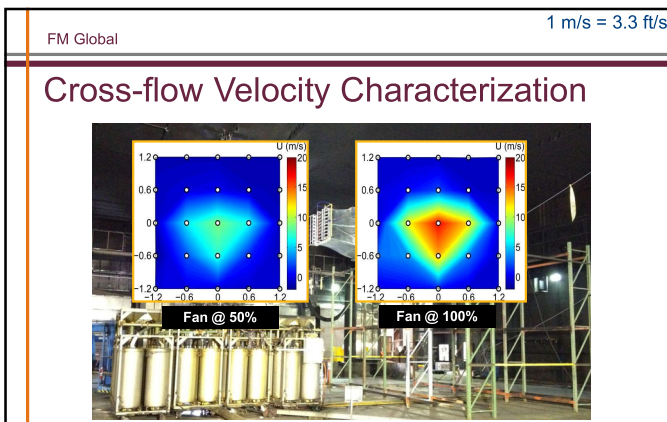 1 m/s = 3.3 ft/s
FM Global
Cross-flow Velocity Characterization
U (m/s)
1.2
0.6
0
−0.6
−1.2
−1.2 −0.6 0 0.6 1.2
20
15
10
5
0
Fan @ 50%
U (m/s)
1.2
0.6
0
−0.6
−1.2
−1.2 −0.6 0 0.6 1.2
20
15
10
5
0
Fan @ 100%